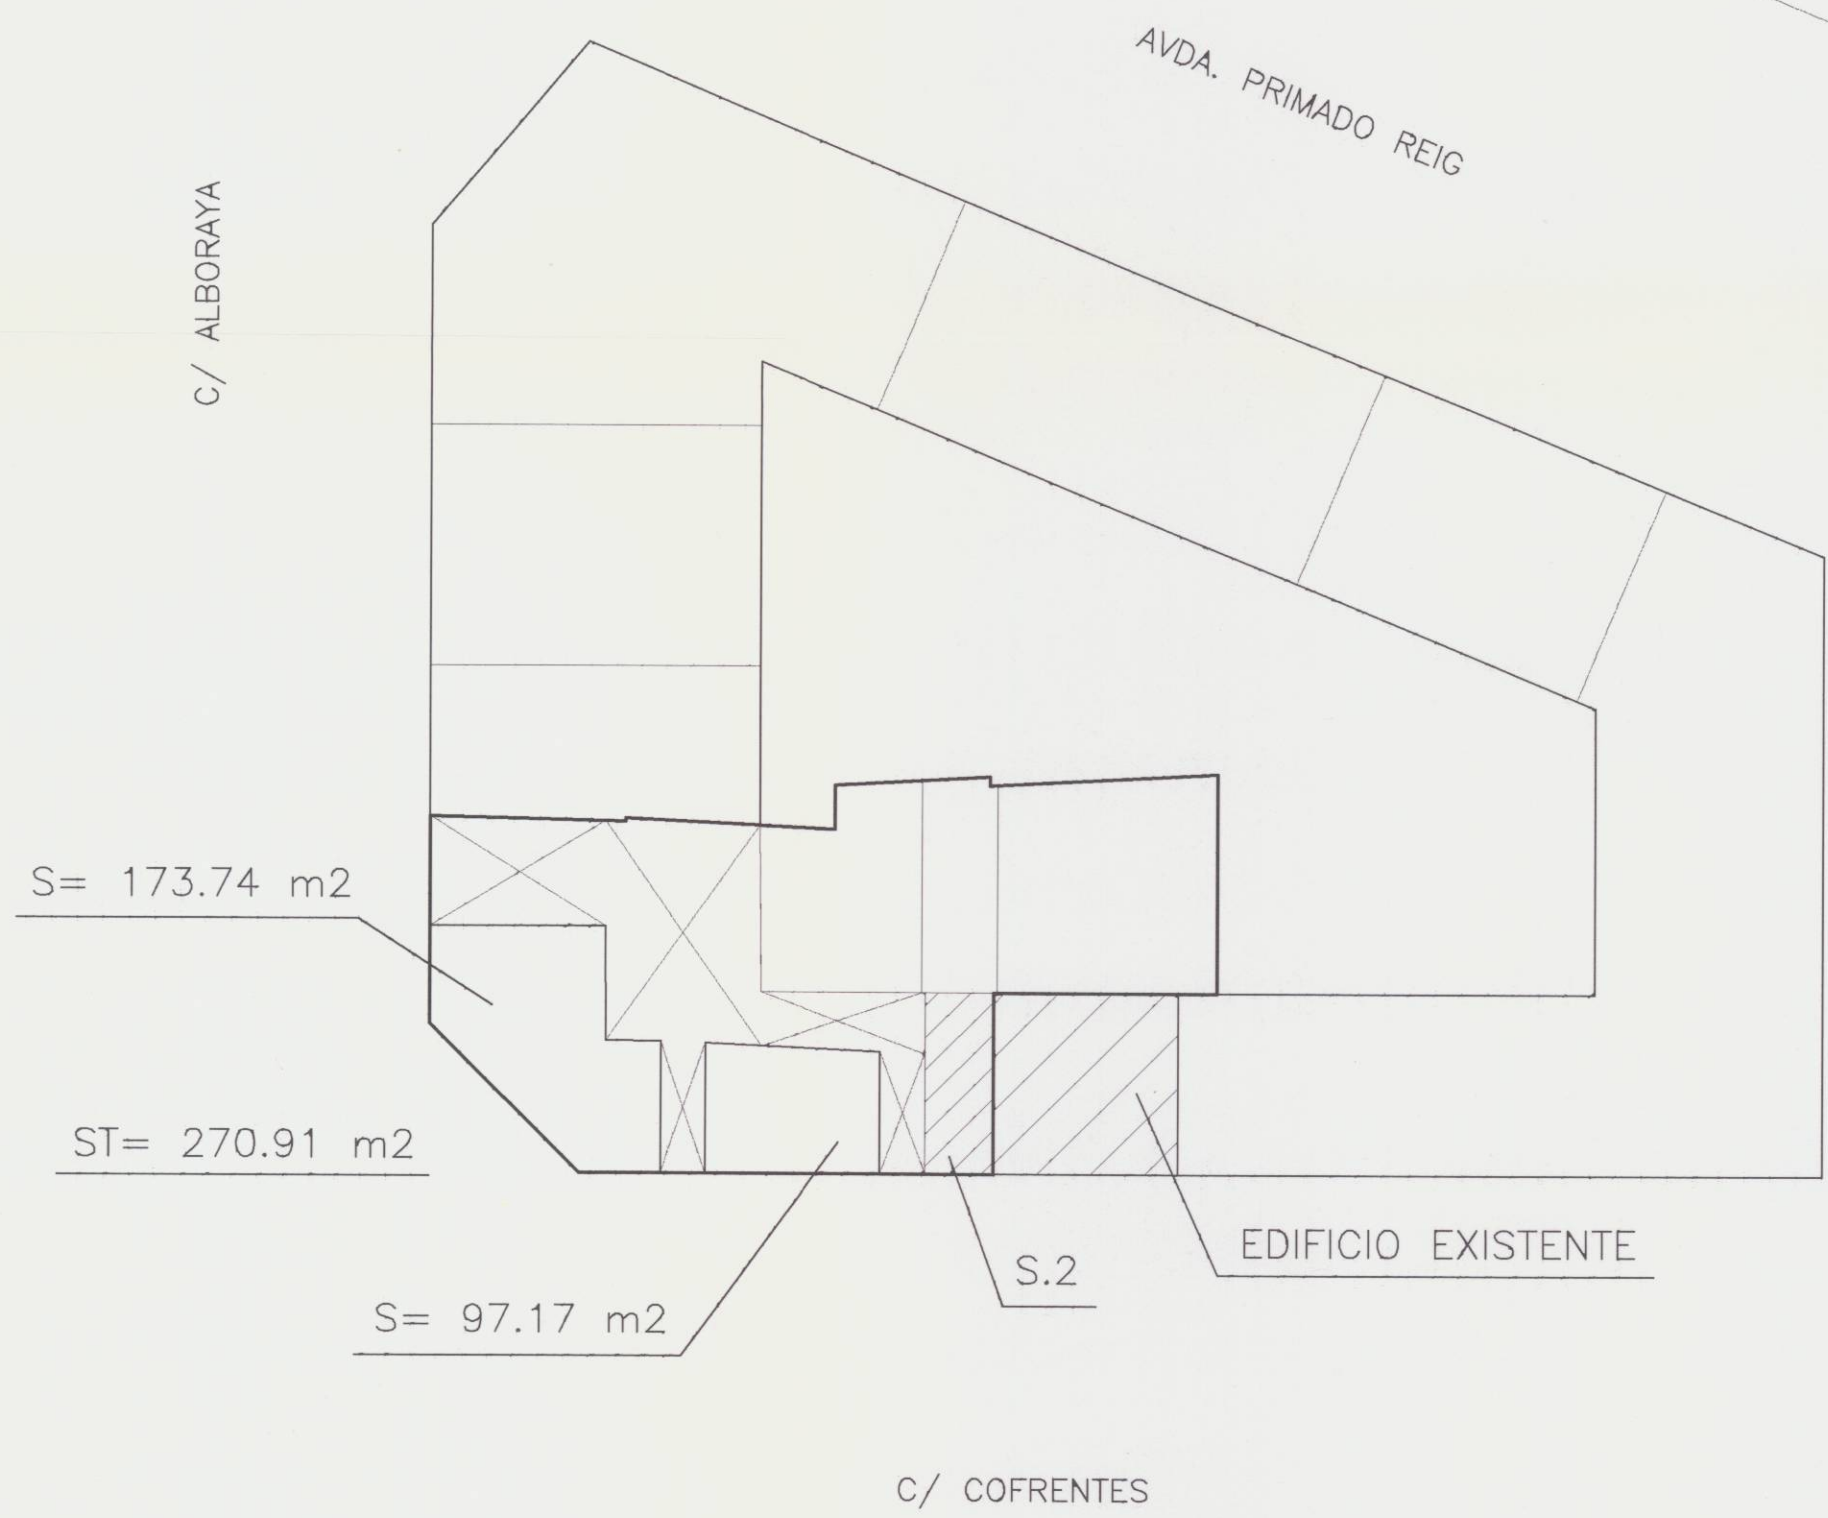 AVDA. PRIMADO REIG
C/ ALBORAYA
S= 173.74 m2
ST= 270.91 m2
EDIFICIO EXISTENTE
S.2
S= 97.17 m2
C/ COFRENTES